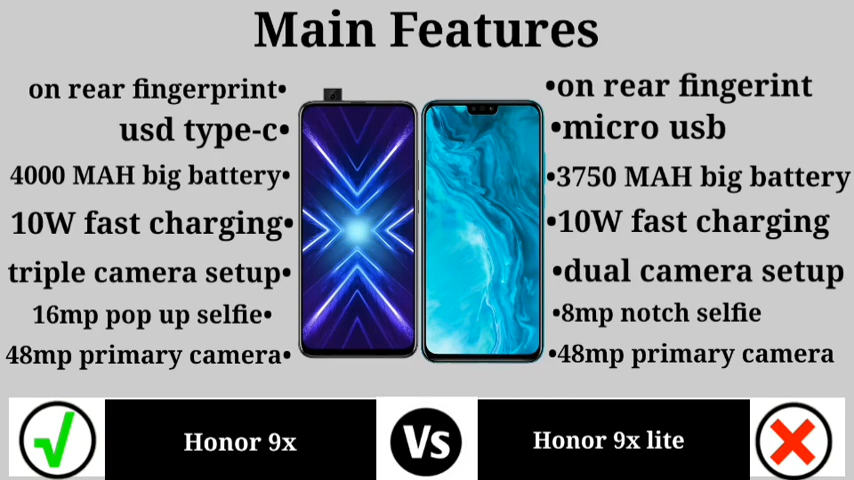 Main Features
on rear fingerprint•
usd type-c•
4000 MAH big battery•
10W fast charging•
triple camera setup•
16mp pop up selfie•
48mp primary camera•
•on rear fingerint
•micro usb
•3750 MAH big battery
•10W fast charging
•dual camera setup
•8mp notch selfie
•48mp primary camera
Honor 9x
Vs
Honor 9x lite